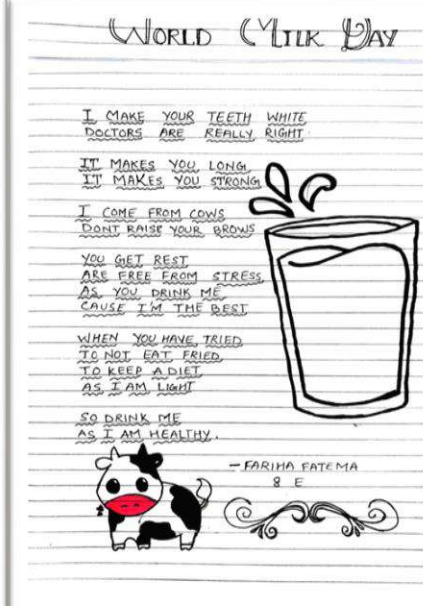 WORLD MILK DAY
I MAKE YOUR TEETH WHITE
DOCTORS ARE REALLY RIGHT
IT MAKES YOU LONG
IT MAKES YOU STRONG
I COME FROM COWS
DONT RAISE YOUR BROWS
YOU GET REST
ARE FREE FROM STRESS
AS YOU DRINK ME
CAUSE I'M THE BEST
WHEN YOU HAVE TRIED
TO NOT EAT FRIED
TO KEEP A DIET
AS I AM LIGHT
SO DRINK ME
AS I AM HEALTHY.
- FARIHA FATEMA
8 E